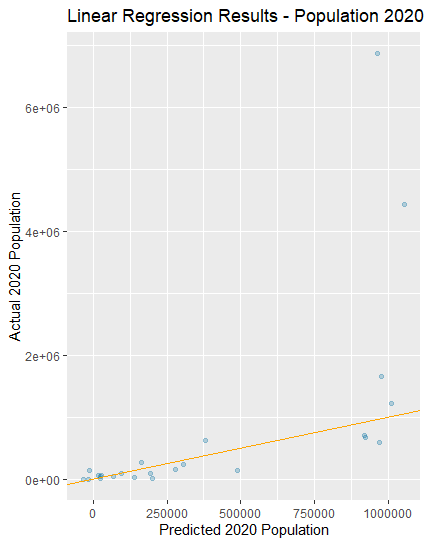 Linear Regression Results - Population 2020
6e+06
4e+06
2e+06
0e+00
Actual 2020 Population
0 250000 500000 750000 1000000
Predicted 2020 Population